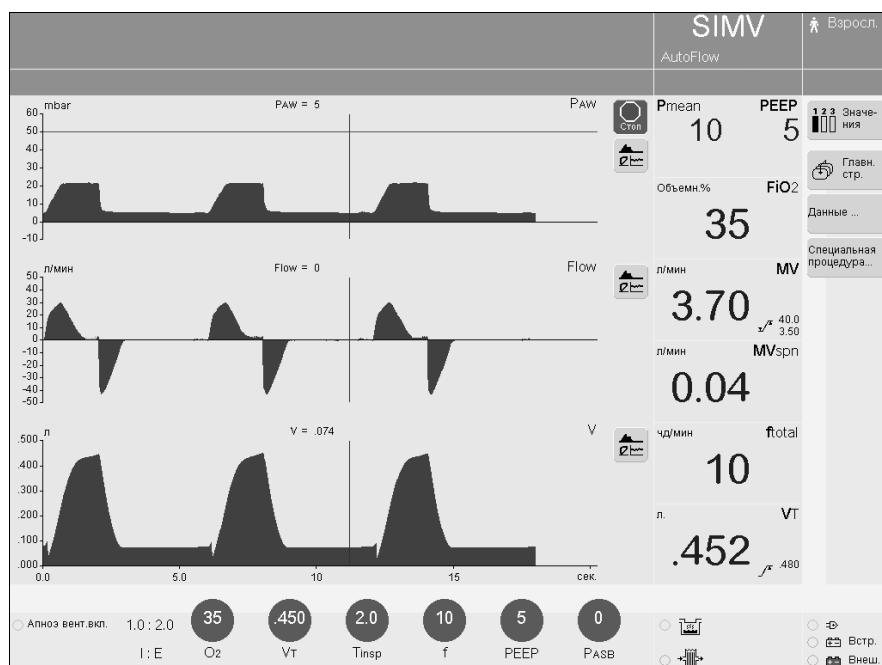 SIMV
Взросл.
AutoFlow
mbar
PAW = 5
PAW
60
50
40
30
20
10
0
-10
Стоп
Pmean
PEEP
10
5
1 2 3
Значе-
ния
Главн.
стр.
Объемн.%
FiO2
35
Данные ...
Специальная
процедура...
л/мин
Flow = 0
Flow
50
40
30
20
10
0
-10
-20
-30
-40
-50
л/мин
MV
3.70
40.0
3.50
л/мин
MVspn
0.04
л
V = .074
V
.500
.400
.300
.200
.100
.000
0.0
5.0
10
15
сек.
чд/мин
ftotal
10
л.
VT
.452
.480
Апноэ вент.вкл.
1.0 : 2.0
35
.450
2.0
10
5
0
I : E
O2
VT
Tinsp
f
PEEP
PASB
Встр.
Внеш.